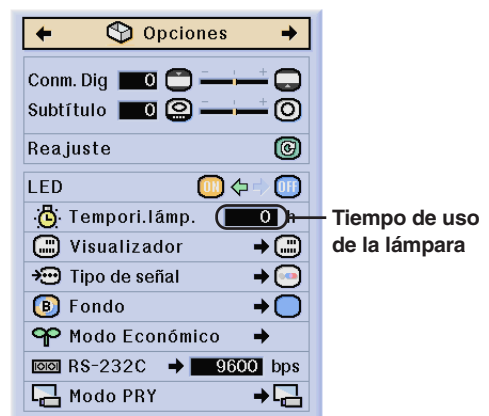 Opciones
Conm. Dig 0
Subtítulo 0
Reajuste
LED ON OFF
Tempori.lámp. 0 h
Tiempo de uso
de la lámpara
Visualizador
Tipo de señal
B Fondo
Modo Económico
RS-232C 9600 bps
Modo PRY